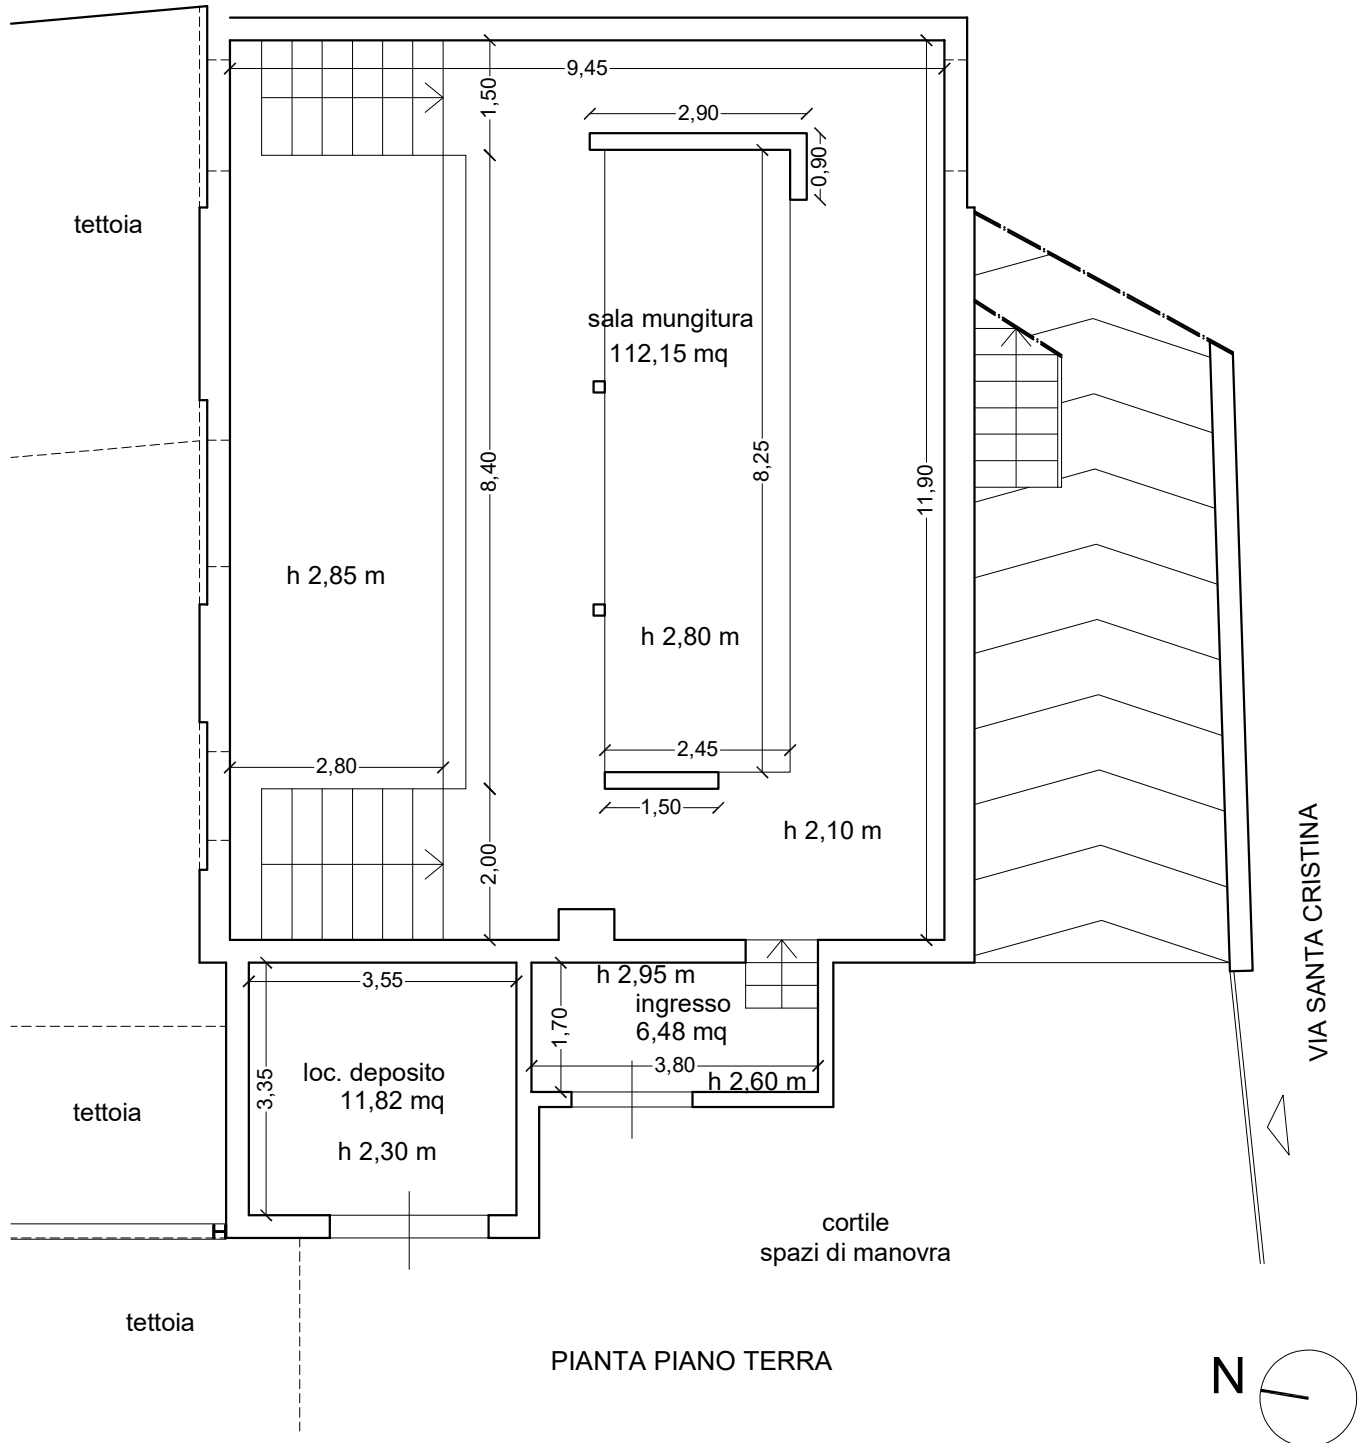 9,45
1,50
2,90
0,90
tettoia
sala mungitura
112,15 mq
8,40
8,25
11,90
h 2,85 m
h 2,80 m
2,45
2,80
1,50
h 2,10 m
2,00
VIA SANTA CRISTINA
h 2,95 m
3,55
ingresso
6,48 mq
1,70
3,80
h 2,60 m
loc. deposito
11,82 mq
3,35
tettoia
h 2,30 m
cortile
spazi di manovra
tettoia
PIANTA PIANO TERRA
N